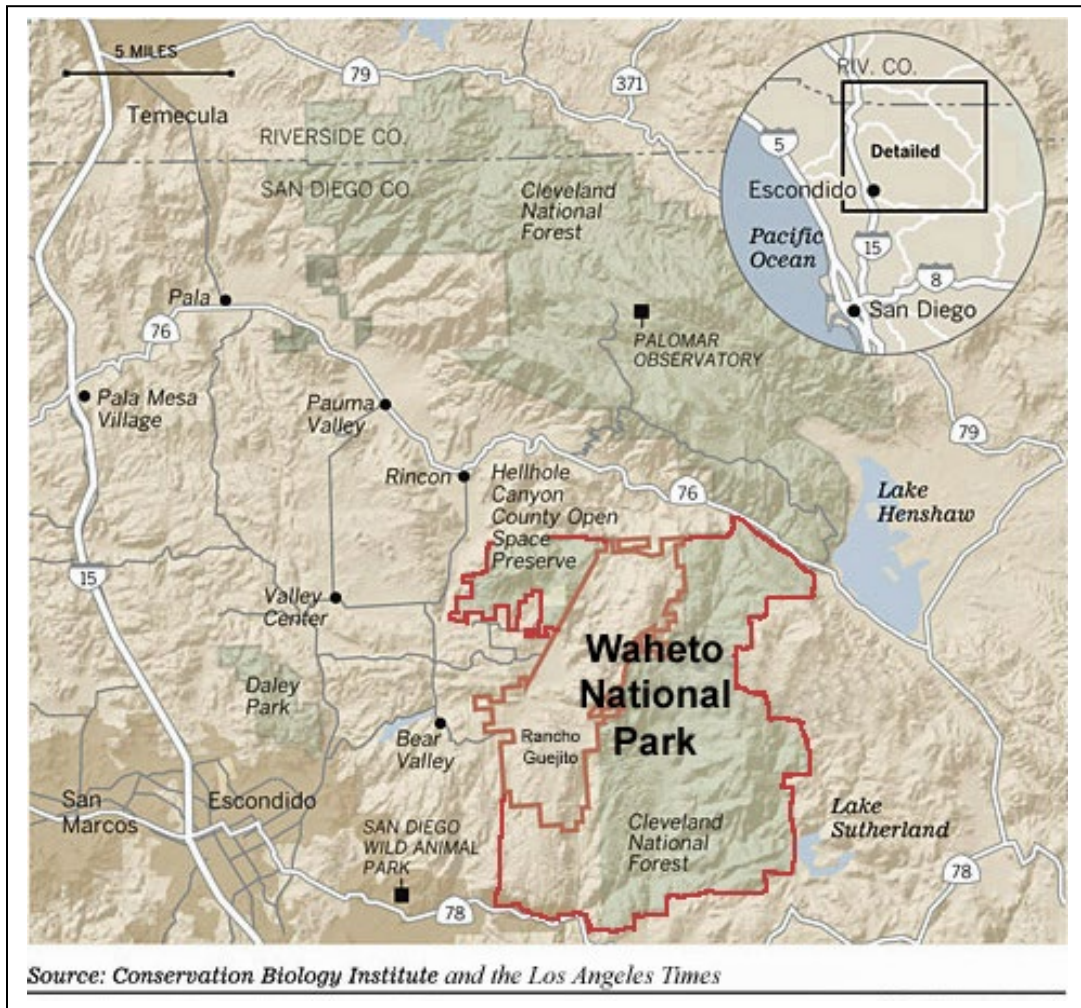 5 MILES
79
371
Temecula
RIVERSIDE CO.
SAN DIEGO CO.
Cleveland
National
Forest
RIV. CO.
5
Detailed
Escondido
Pacific
Ocean
15
8
San Diego
Pala
76
PALOMAR
OBSERVATORY
Pala Mesa
Village
Pauma
Valley
79
Rincon
Hellhole
Canyon
County Open
Space
Preserve
76
Lake
Henshaw
15
Valley
Center
Waheto
National
Park
Daley
Park
Bear
Valley
Rancho
Guejito
San
Marcos
Escondido
SAN DIEGO
WILD ANIMAL
PARK
Cleveland
National
Forest
Lake
Sutherland
78
78
Source: Conservation Biology Institute and the Los Angeles Times